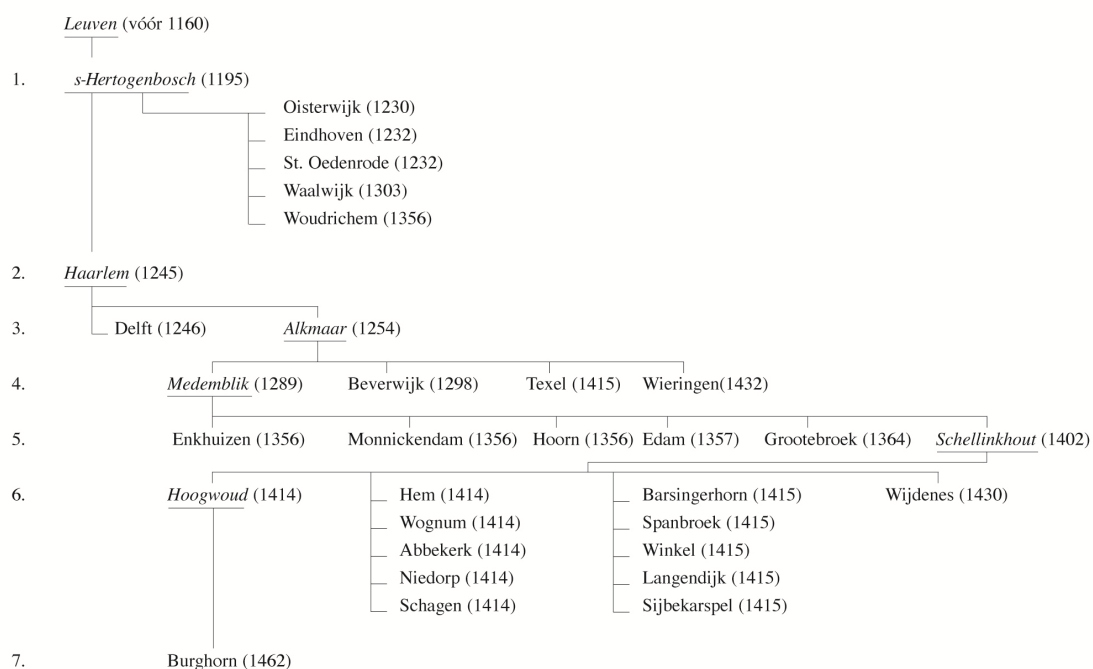 Leuven (vóór 1160)
1. s-Hertogenbosch (1195)
Oisterwijk (1230)
Eindhoven (1232)
St. Oedenrode (1232)
Waalwijk (1303)
Woudrichem (1356)
2. Haarlem (1245)
3. Delft (1246) Alkmaar (1254)
4. Medemblik (1289) Beverwijk (1298) Texel (1415) Wieringen(1432)
5. Enkhuizen (1356) Monnickendam (1356) Hoorn (1356) Edam (1357) Grootebroek (1364) Schellinkhout (1402)
6. Hoogwoud (1414) Hem (1414) Barsingerhorn (1415) Wijdenes (1430)
Wognum (1414) Spanbroek (1415)
Abbekerk (1414) Winkel (1415)
Niedorp (1414) Langendijk (1415)
Schagen (1414) Sijbekarspel (1415)
7. Burghorn (1462)